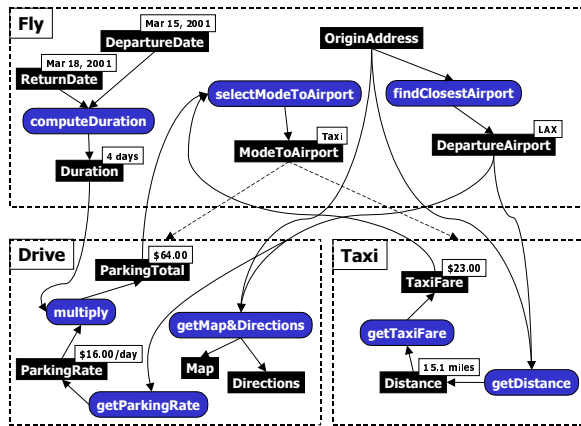 Fly
Mar 15, 2001
DepartureDate
OriginAddress
Mar 18, 2001
ReturnDate
selectModeToAirport
findClosestAirport
computeDuration
Taxi
LAX
ModeToAirport
DepartureAirport
4 days
Duration
Drive
$64.00
ParkingTotal
Taxi
$23.00
TaxiFare
multiply
getMap&Directions
getTaxiFare
$16.00/day
ParkingRate
Map
15.1 miles
Directions
Distance
getDistance
getParkingRate